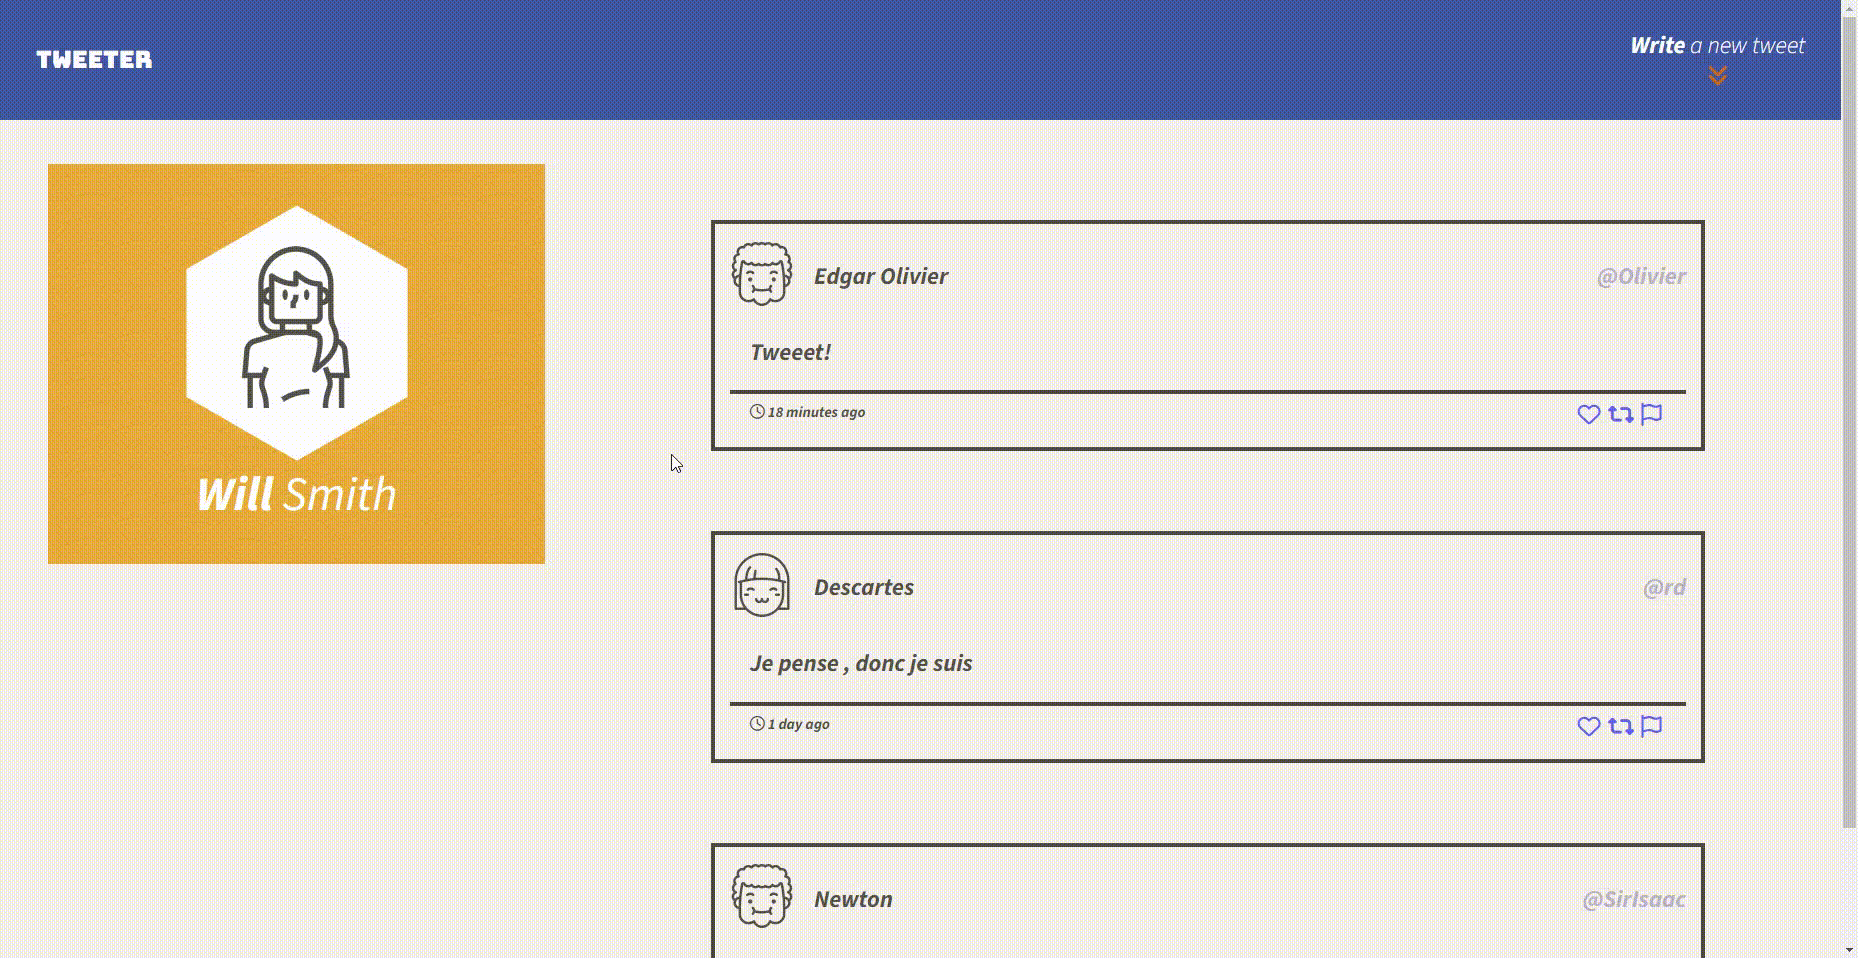 TWEETER
Write a new tweet
Will Smith
Edgar Olivier
@Olivier
Tweeet!
18 minutes ago
Descartes
@rd
Je pense , donc je suis
1 day ago
Newton
@SirIsaac